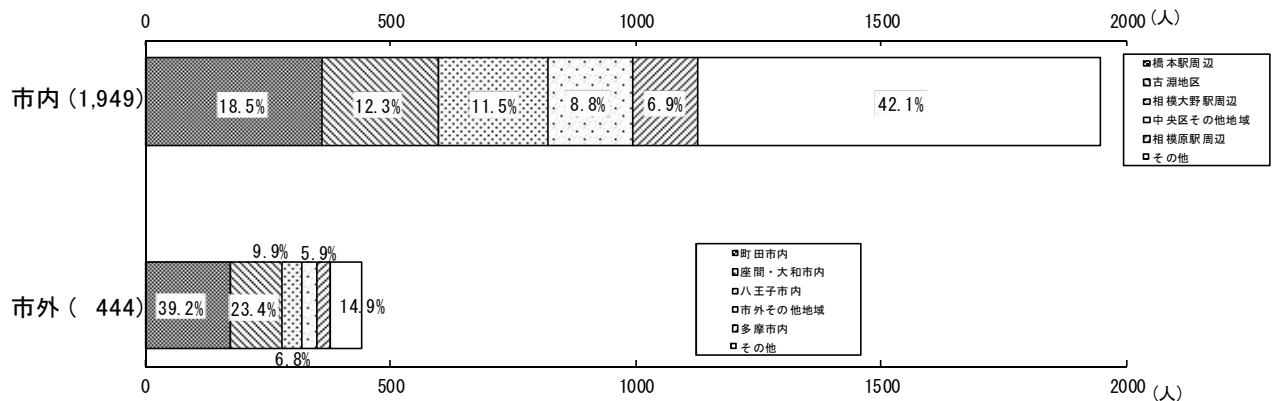 0 500 1000 1500 2000 (人)
市内 (1,949)
18.5% 12.3% 11.5% 8.8% 6.9% 42.1%
橋本駅周辺
古淵地区
相模大野駅周辺
中央区その他地域
相模原駅周辺
その他
9.9% 5.9%
市外 ( 444)
39.2% 23.4% 14.9%
6.8%
町田市内
座間・大和市内
八王子市内
市外その他地域
多摩市内
その他
0 500 1000 1500 2000 (人)